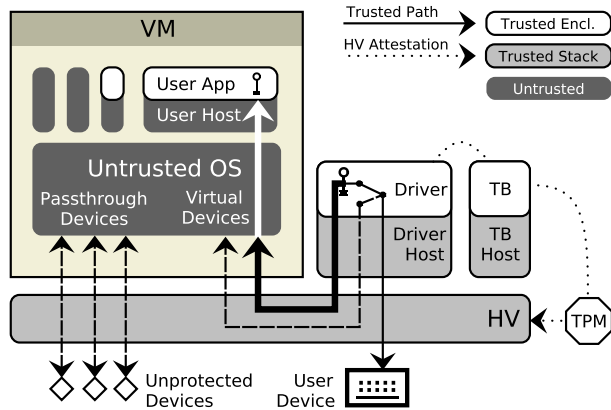 VM
Trusted Path
HV Attestation
Trusted Encl.
Trusted Stack
Untrusted
User App
User Host
Untrusted OS
Passthrough
Devices
Virtual
Devices
Driver
Driver
Host
TB
TB
Host
HV
TPM
Unprotected
Devices
User
Device